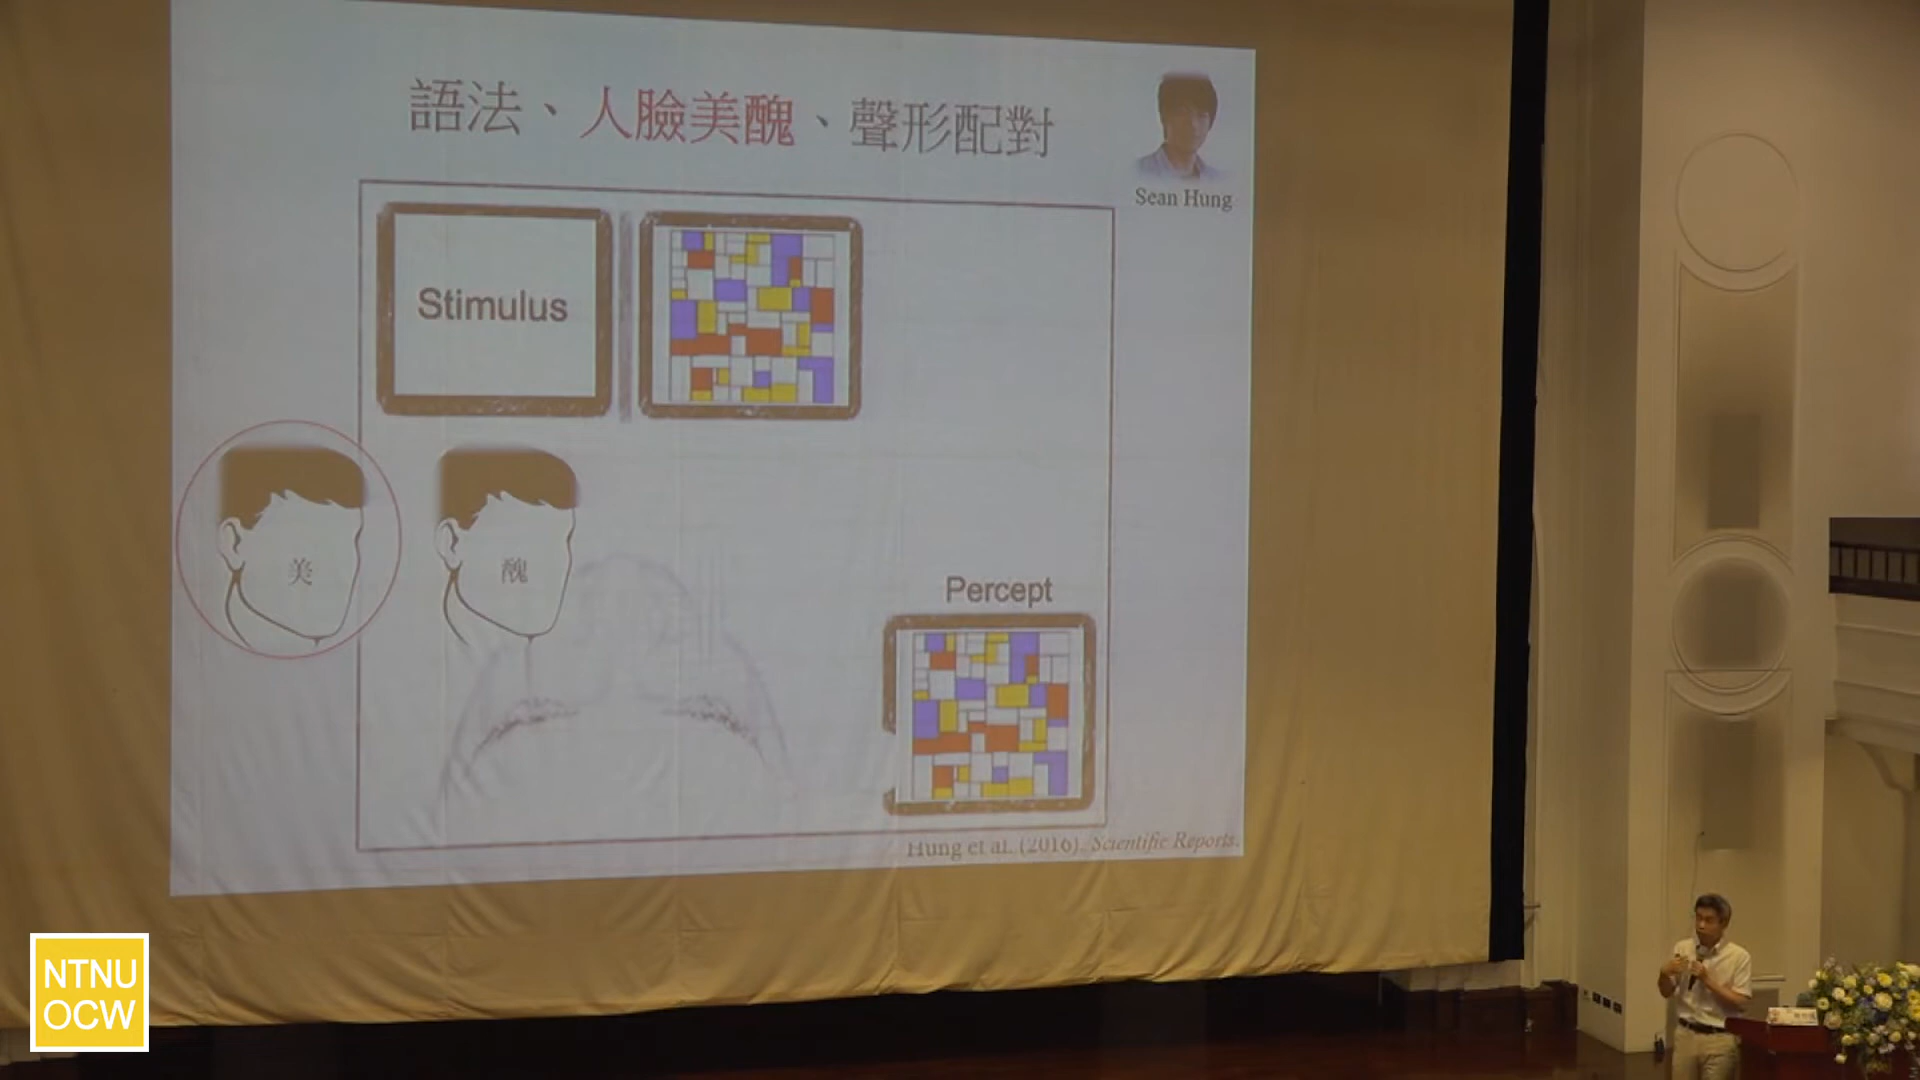 語法、人臉美醜、聲形配對
Sean Hung
Stimulus
美
醜
Percept
Hung et al. (2016). Scientific Reports.
NTNU
OCW